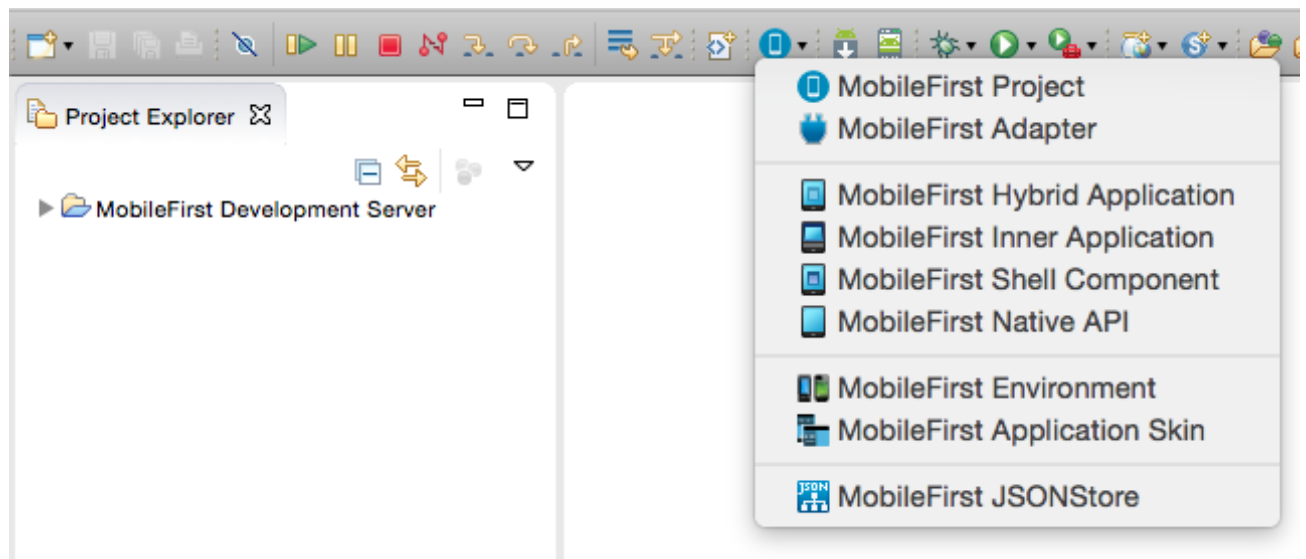 MobileFirst Project
Project Explorer
MobileFirst Adapter
MobileFirst Development Server
MobileFirst Hybrid Application
MobileFirst Inner Application
MobileFirst Shell Component
MobileFirst Native API
MobileFirst Environment
MobileFirst Application Skin
JSON
MobileFirst JSONStore